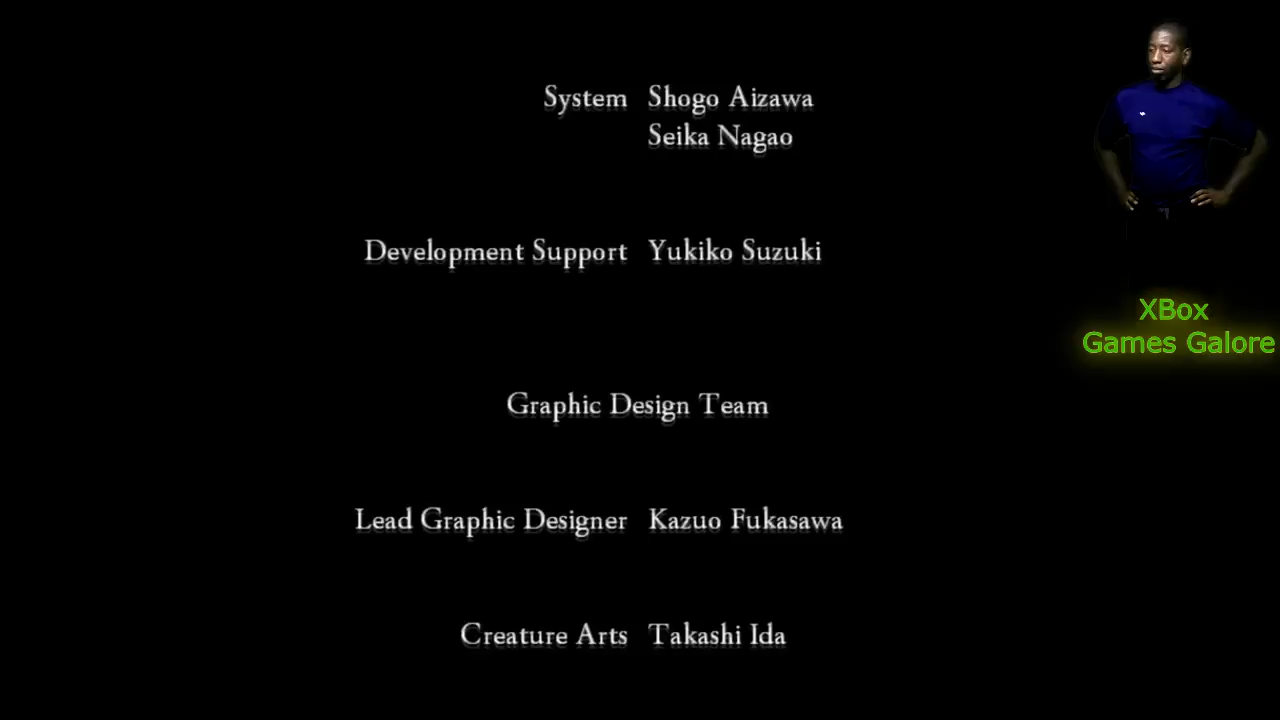 System Shogo Aizawa
Seika Nagao
Development Support Yukiko Suzuki
Graphic Design Team
Lead Graphic Designer Kazuo Fukasawa
Creature Arts Takashi Ida
XBox
Games Galore